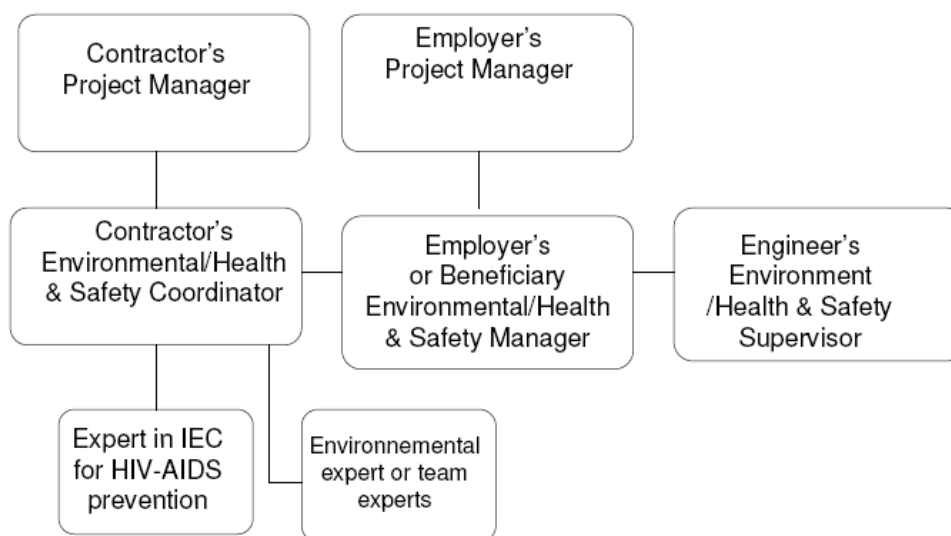 Contractor's
Project Manager
Employer's
Project Manager
Contractor's
Environmental/Health
& Safety Coordinator
Employer's
or Beneficiary
Environmental/Health
& Safety Manager
Engineer's
Environment
/Health & Safety
Supervisor
Expert in IEC
for HIV-AIDS
prevention
Environnemental
expert or team
experts